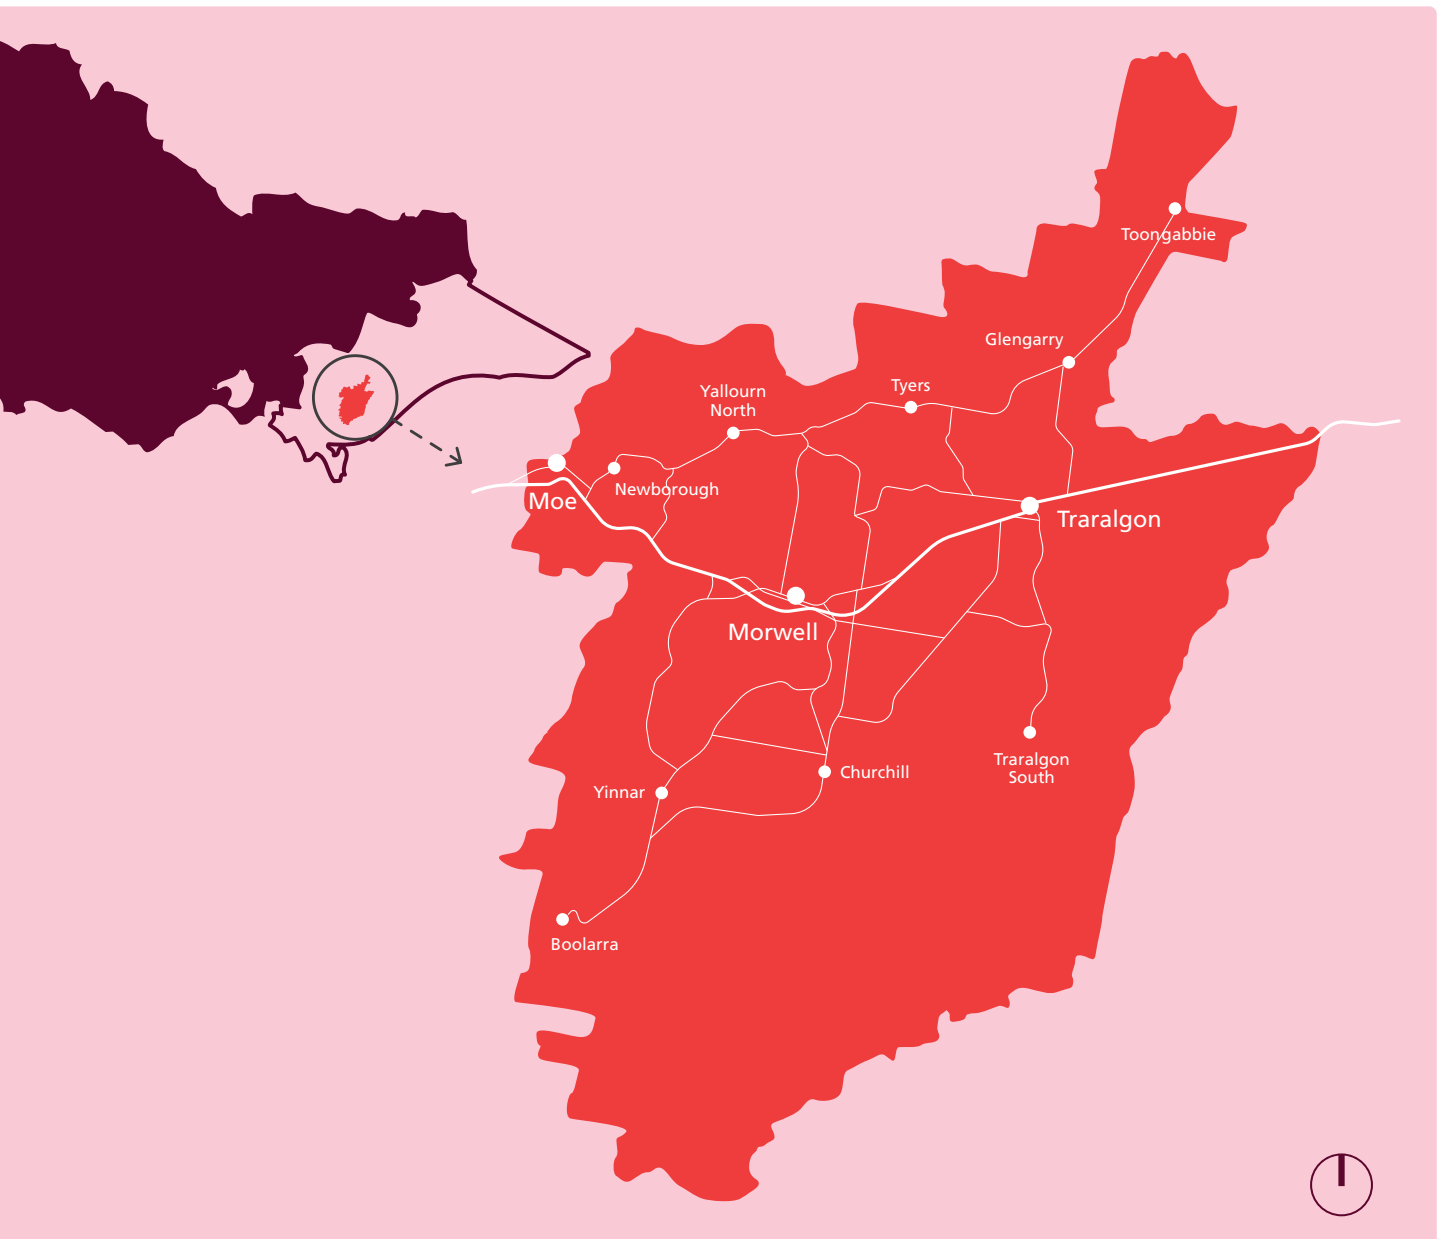 Toongabbie
Glengarry
Tyers
Yallourn
North
Newborough
Moe
Traralgon
Morwell
Traralgon
South
Churchill
Yinnar
Boolarra